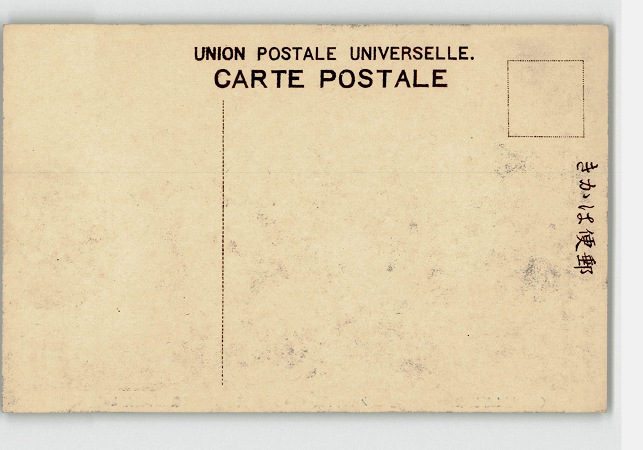 UNION POSTALE UNIVERSELLE.
CARTE POSTALE
きかは便郵